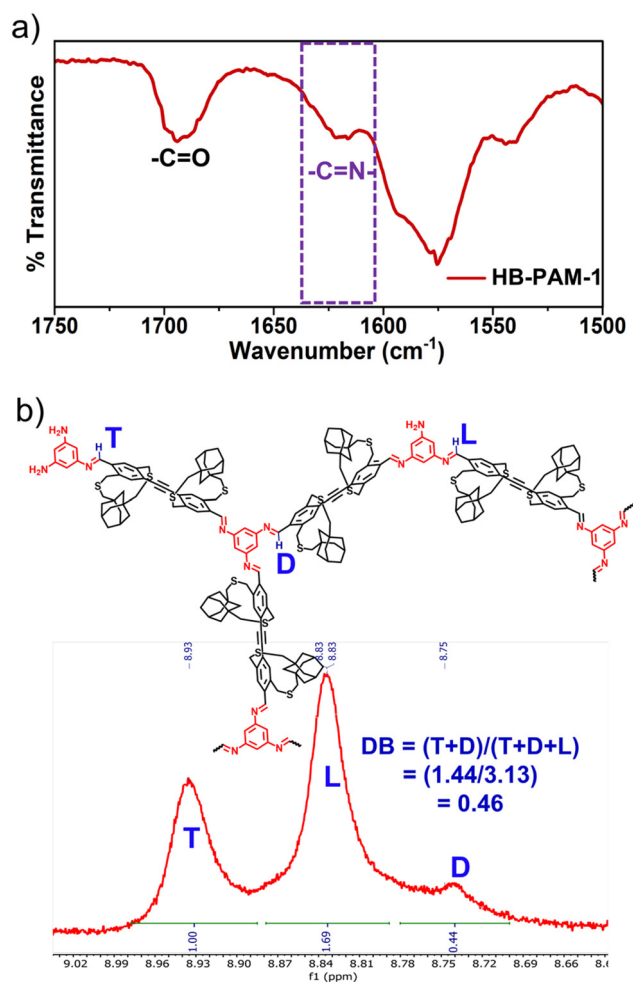 a)
% Transmittance
-C=O
-C=N-
HB-PAM-1
1750 1700 1650 1600 1550 1500
Wavenumber (cm-1)
b)
H2N
H
T
H2N
N
S
S
S
S
N
N
H
D
N
S
S
S
S
N
NH2
N
H
L
S
S
S
S
N
N
N
S
S
S
S
N
N
N
8.93
8.83
8.83
8.75
DB = (T+D)/(T+D+L)
= (1.44/3.13)
= 0.46
T
L
D
1.00
1.69
0.44
9.02 8.99 8.96 8.93 8.90 8.87 8.84 8.81 8.78 8.75 8.72 8.69 8.66
f1 (ppm)